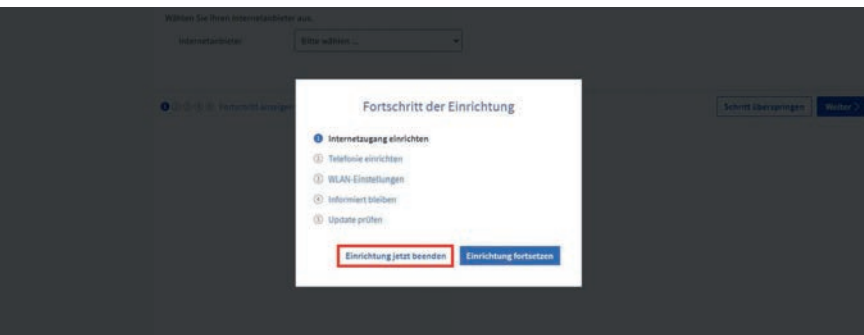 Wählen Sie Ihren Internetanbieter aus.
Internetanbieter Bitte wählen ...
Fortschritt anzeigen
Schritt überspringen Weiter
Fortschritt der Einrichtung
1 Internetzugang einrichten
2 Telefonie einrichten
3 WLAN-Einstellungen
4 Informiert bleiben
5 Update prüfen
Einrichtung jetzt beenden Einrichtung fortsetzen